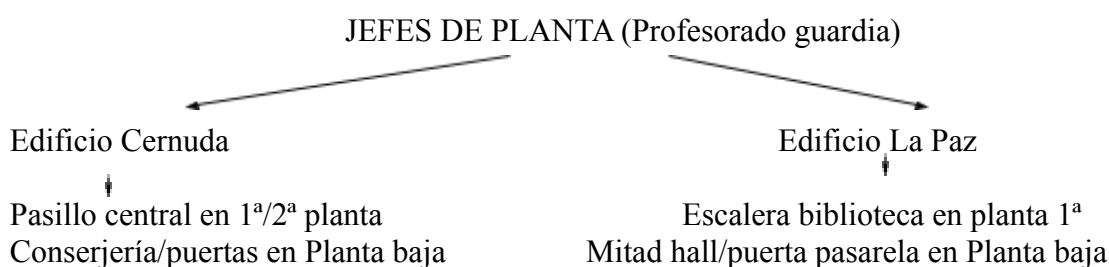 JEFES DE PLANTA (Profesorado guardia)
Edificio Cernuda
Edificio La Paz
Pasillo central en 1ª/2ª planta
Escalera biblioteca en planta 1ª
Conserjería/puertas en Planta baja
Mitad hall/puerta pasarela en Planta baja